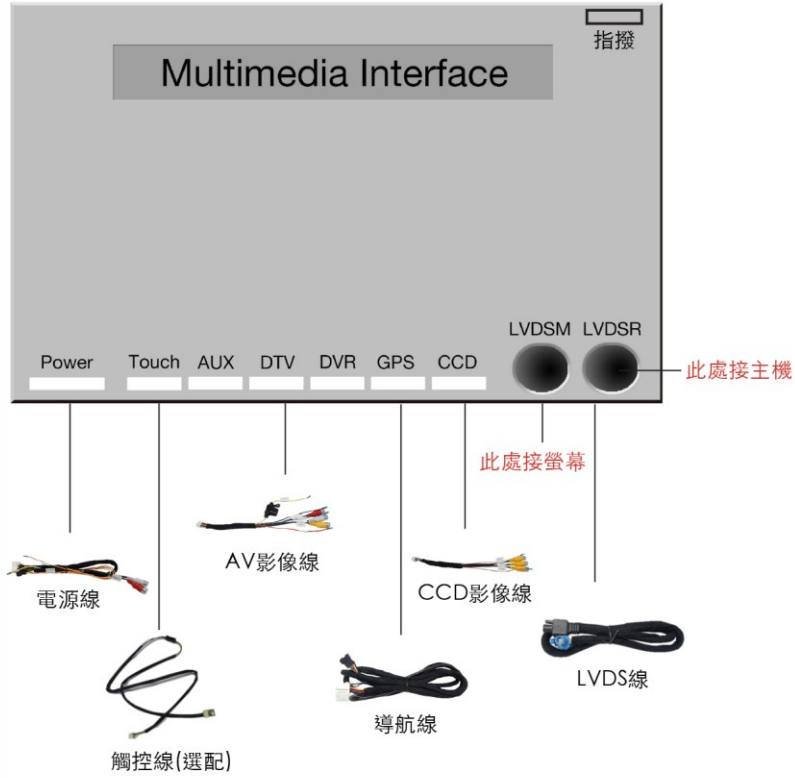 指撥
Multimedia Interface
LVDSM LVDSR
Power Touch AUX DTV DVR GPS CCD
此處接主機
此處接螢幕
AV影像線
CCD影像線
電源線
LVDS線
導航線
觸控線(選配)